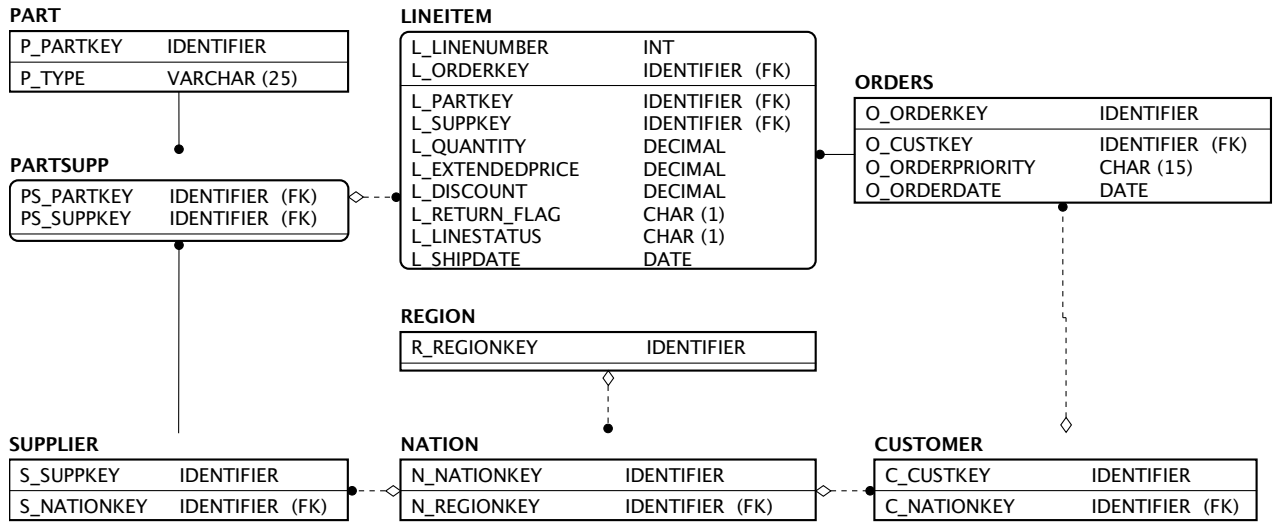 PART
P_PARTKEY IDENTIFIER
P_TYPE VARCHAR (25)
PARTSUPP
PS_PARTKEY IDENTIFIER (FK)
PS_SUPPKEY IDENTIFIER (FK)
LINEITEM
L_LINENUMBER INT
L_ORDERKEY IDENTIFIER (FK)
L_PARTKEY IDENTIFIER (FK)
L_SUPPKEY IDENTIFIER (FK)
L_QUANTITY DECIMAL
L_EXTENDEDPRICE DECIMAL
L_DISCOUNT DECIMAL
L_RETURN_FLAG CHAR (1)
L_LINESTATUS CHAR (1)
L_SHIPDATE DATE
ORDERS
O_ORDERKEY IDENTIFIER
O_CUSTKEY IDENTIFIER (FK)
O_ORDERPRIORITY CHAR (15)
O_ORDERDATE DATE
REGION
R_REGIONKEY IDENTIFIER
SUPPLIER
S_SUPPKEY IDENTIFIER
S_NATIONKEY IDENTIFIER (FK)
NATION
N_NATIONKEY IDENTIFIER
N_REGIONKEY IDENTIFIER (FK)
CUSTOMER
C_CUSTKEY IDENTIFIER
C_NATIONKEY IDENTIFIER (FK)